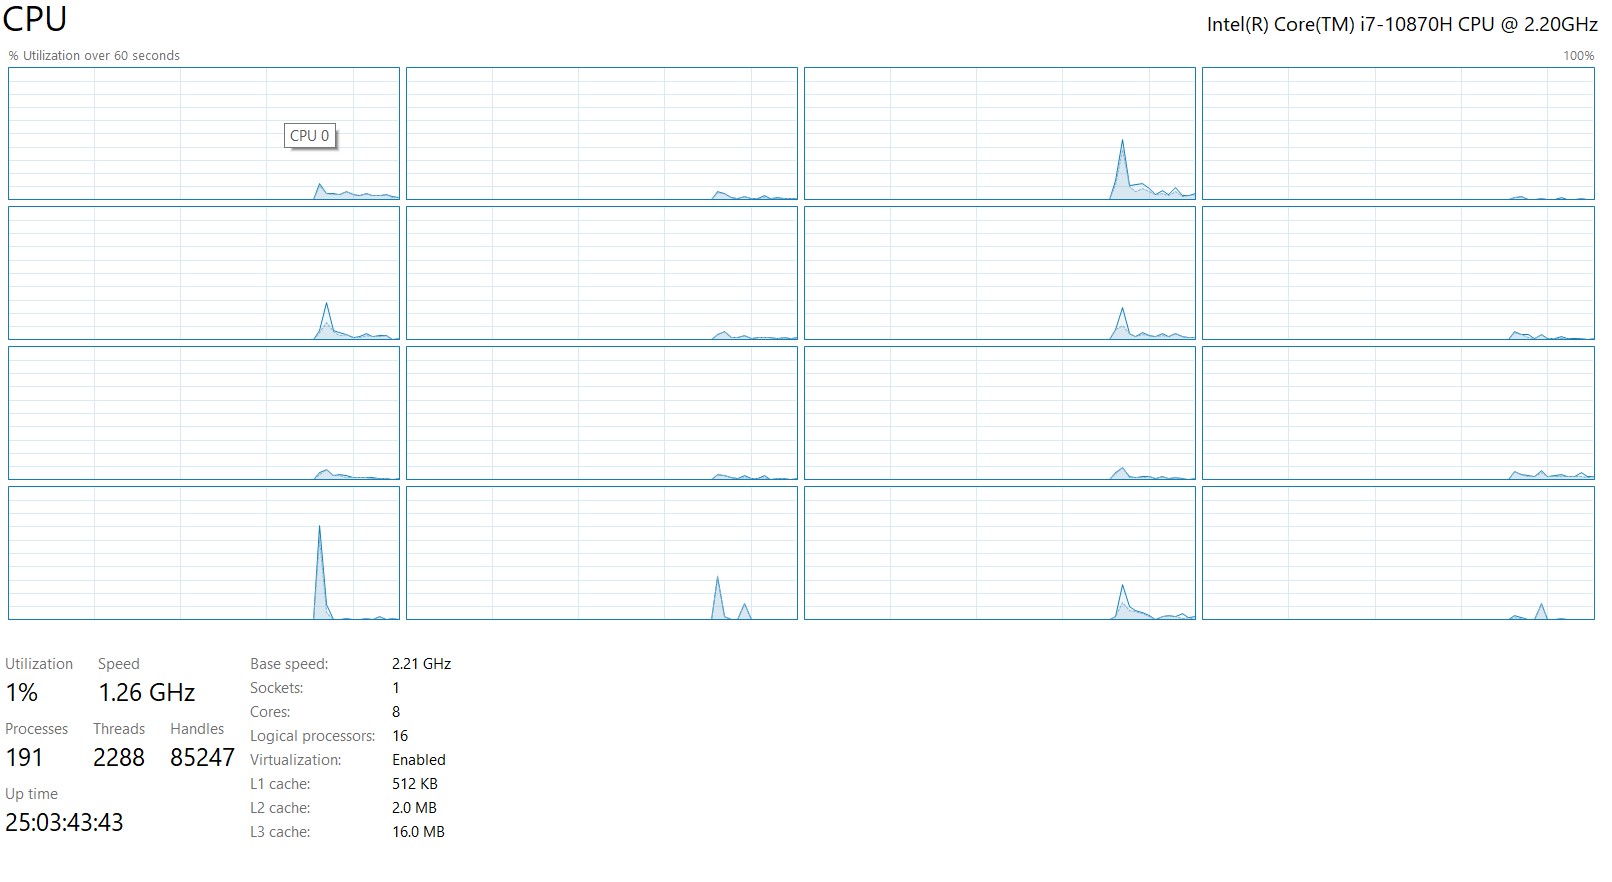 CPU
Intel(R) Core(TM) i7-10870H CPU @ 2.20GHz
% Utilization over 60 seconds
100%
CPU 0
Utilization
Speed
1%
1.26 GHz
Processes
Threads
Handles
191
2288
85247
Up time
25:03:43:43
Base speed: 2.21 GHz
Sockets: 1
Cores: 8
Logical processors: 16
Virtualization: Enabled
L1 cache: 512 KB
L2 cache: 2.0 MB
L3 cache: 16.0 MB